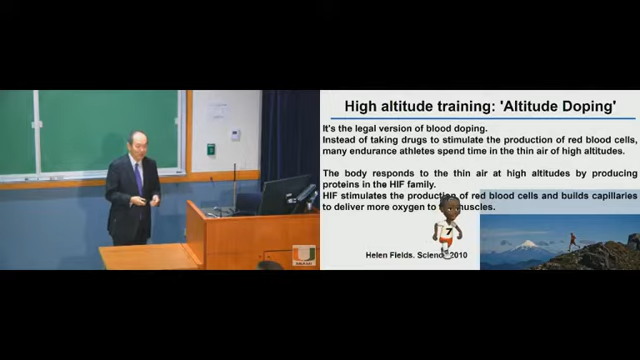 High altitude training: 'Altitude Doping'
It's the legal version of blood doping.
Instead of taking drugs to stimulate the production of red blood cells,
many endurance athletes spend time in the thin air of high altitudes.
The body responds to the thin air at high altitudes by producing
proteins in the HIF family.
HIF stimulates the production of red blood cells and builds capillaries
to deliver more oxygen to muscles.
7
Helen Fields. Science 2010
U